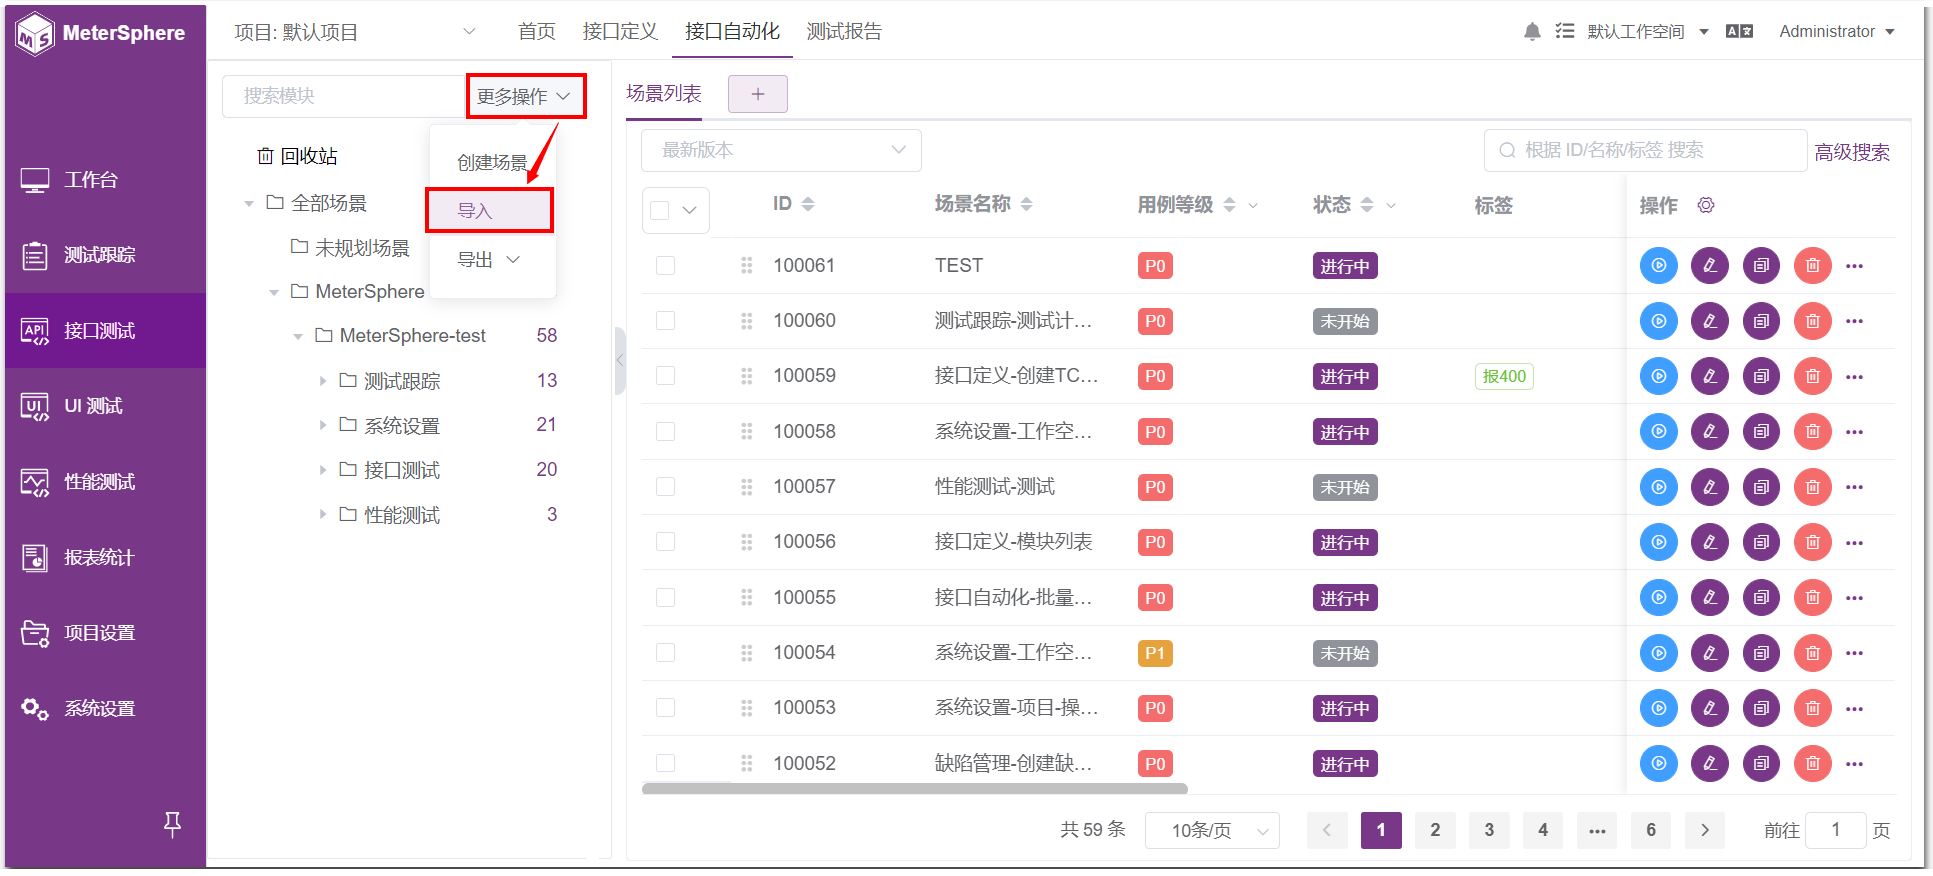 MeterSphere
项目: 默认项目
首页
接口定义
接口自动化
测试报告
默认工作空间
Administrator
工作台
测试跟踪
API
接口测试
UI
UI 测试
性能测试
报表统计
项目设置
系统设置
搜索模块
更多操作
创建场景
导入
导出
回收站
全部场景
未规划场景
MeterSphere
MeterSphere-test 58
测试跟踪 13
系统设置 21
接口测试 20
性能测试 3
场景列表
+
最新版本
根据 ID/名称/标签 搜索
高级搜索
ID 场景名称 用例等级 状态 标签 操作
100061 TEST P0 进行中
100060 测试跟踪-测试计... P0 未开始
100059 接口定义-创建TC... P0 进行中 报400
100058 系统设置-工作空... P0 进行中
100057 性能测试-测试 P0 未开始
100056 接口定义-模块列表 P0 进行中
100055 接口自动化-批量... P0 进行中
100054 系统设置-工作空... P1 未开始
100053 系统设置-项目-操... P0 进行中
100052 缺陷管理-创建缺... P0 进行中
共 59 条 10条/页 1 2 3 4 ... 6 前往 1 页